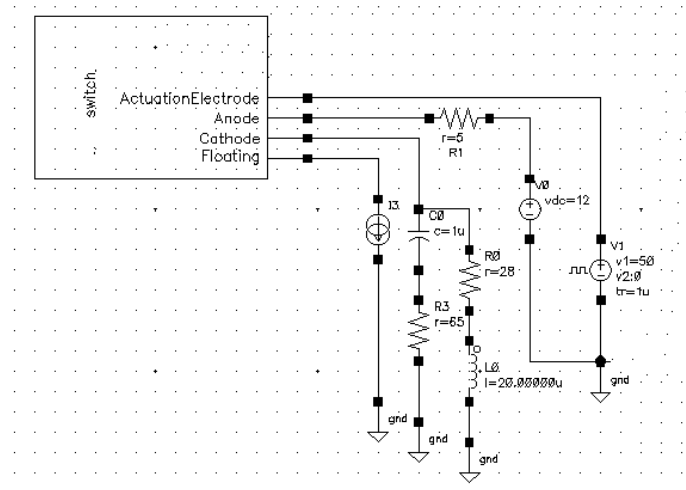 switch
ActuationElectrode
Anode
Cathode
Floating
r=5
R1
V0
vdc=12
I3
C0
c=1u
R0
r=28
V1
v1=50
v2:0
tr=1u
R3
r=65
L0
l=20.00000u
gnd
gnd
gnd
gnd